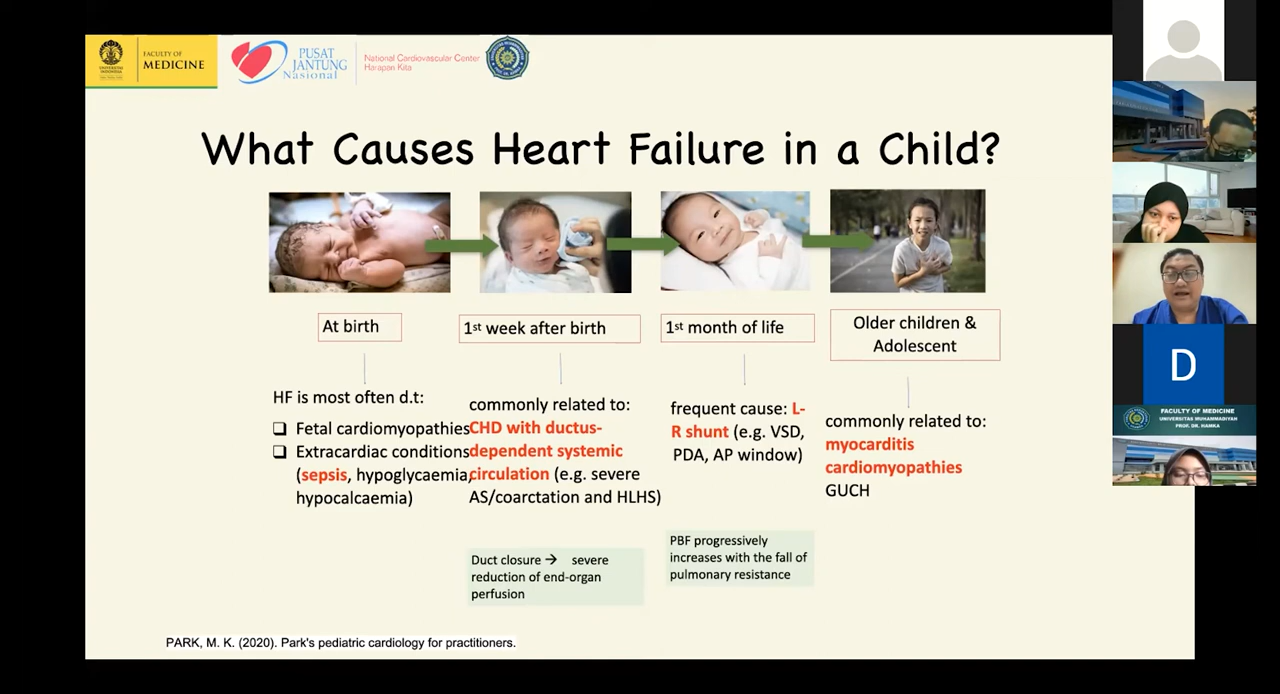 FACULTY OF
MEDICINE
UNIVERSITAS
INDONESIA
PUSAT
JANTUNG
Nasional
National Cardiovascular Center
Harapan Kita
What Causes Heart Failure in a Child?
At birth
HF is most often d.t:
❑ Fetal cardiomyopathies
❑ Extracardiac conditions
(sepsis, hypoglycaemia,
hypocalcaemia)
1st week after birth
commonly related to:
CHD with ductus-
dependent systemic
circulation (e.g. severe
AS/coarctation and HLHS)
Duct closure → severe
reduction of end-organ
perfusion
1st month of life
frequent cause: L-
R shunt (e.g. VSD,
PDA, AP window)
PBF progressively
increases with the fall of
pulmonary resistance
Older children &
Adolescent
commonly related to:
myocarditis
cardiomyopathies
GUCH
PARK, M. K. (2020). Park's pediatric cardiology for practitioners.
D
FACULTY OF MEDICINE
UNIVERSITAS MUHAMMADIYAH
PROF. DR. HAMKA